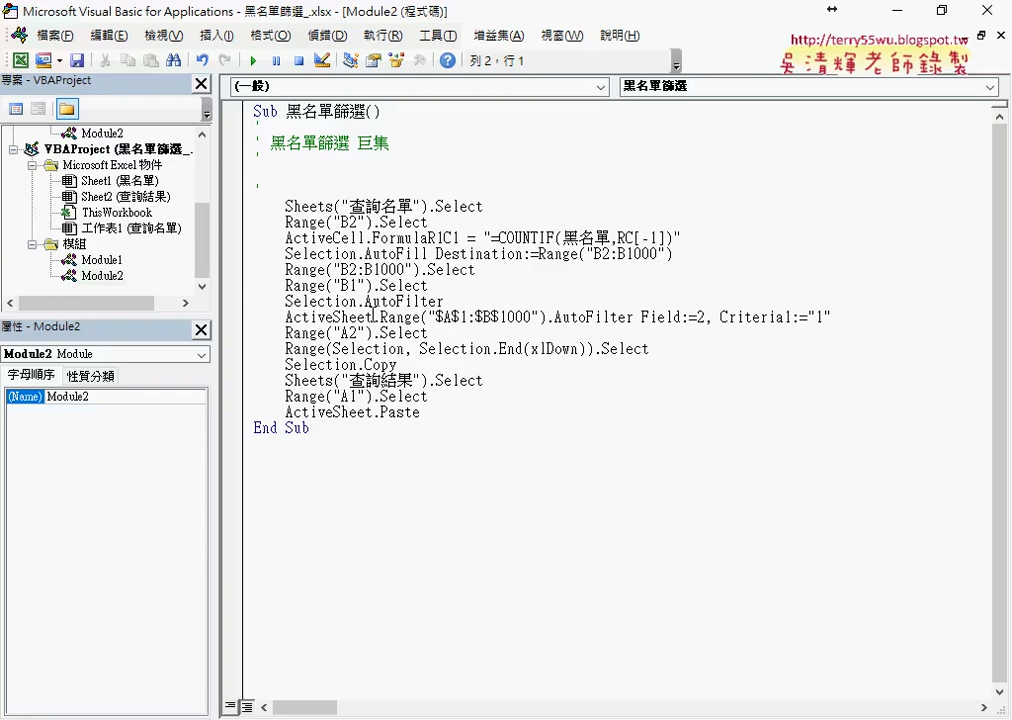 Microsoft Visual Basic for Applications - 黑名單篩選_.xlsx - [Module2 (程式碼)]
檔案(F) 編輯(E) 檢視(V) 插入(I) 格式(O) 偵錯(D) 執行(R) 工具(T) 增益集(A) 視窗(W) 說明(H)
http://terry55wu.blogspot.tw
吳清輝老師錄製
列 2，行 1
專案 - VBAProject
(一般)
黑名單篩選
Module2
VBAProject (黑名單篩選_.
Microsoft Excel 物件
Sheet1 (黑名單)
Sheet2 (查詢結果)
ThisWorkbook
工作表1 (查詢名單)
模組
Module1
Module2
屬性 - Module2
Module2 Module
字母順序 性質分類
(Name) Module2
Sub 黑名單篩選()
'
' 黑名單篩選 巨集
'
'
Sheets("查詢名單").Select
Range("B2").Select
ActiveCell.FormulaR1C1 = "=COUNTIF(黑名單,RC[-1])"
Selection.AutoFill Destination:=Range("B2:B1000")
Range("B2:B1000").Select
Range("B1").Select
Selection.AutoFilter
ActiveSheet.Range("$A$1:$B$1000").AutoFilter Field:=2, Criteria1:="1"
Range("A2").Select
Range(Selection, Selection.End(xlDown)).Select
Selection.Copy
Sheets("查詢結果").Select
Range("A1").Select
ActiveSheet.Paste
End Sub